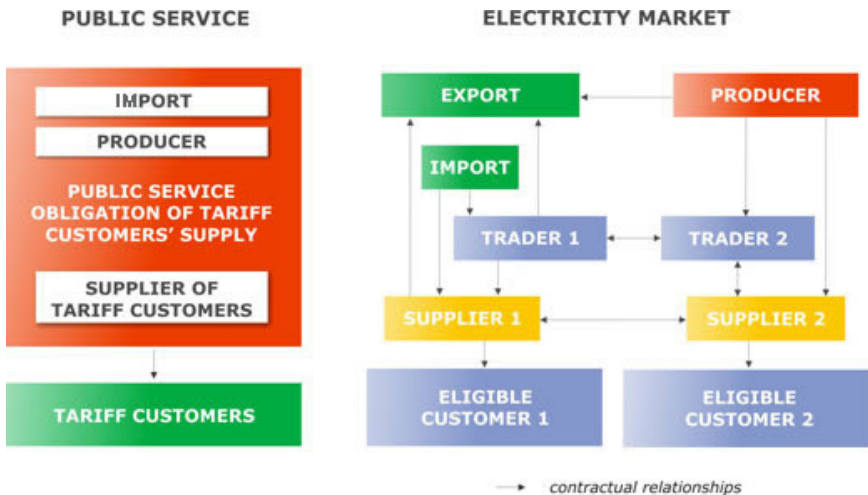 PUBLIC SERVICE
IMPORT
PRODUCER
PUBLIC SERVICE
OBLIGATION OF TARIFF
CUSTOMERS' SUPPLY
SUPPLIER OF
TARIFF CUSTOMERS
TARIFF CUSTOMERS
ELECTRICITY MARKET
EXPORT
PRODUCER
IMPORT
TRADER 1
TRADER 2
SUPPLIER 1
SUPPLIER 2
ELIGIBLE
CUSTOMER 1
ELIGIBLE
CUSTOMER 2
contractual relationships